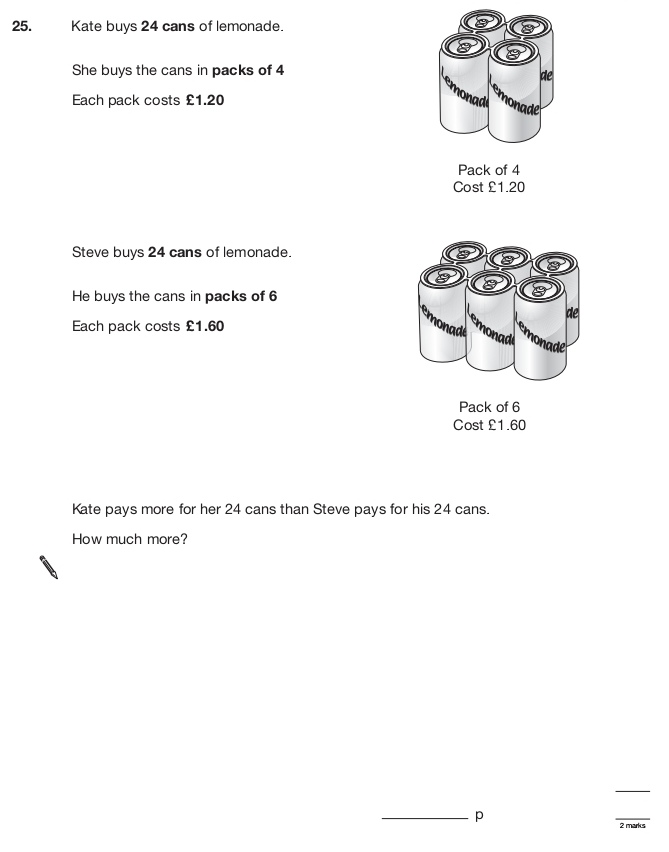 25. Kate buys 24 cans of lemonade.
She buys the cans in packs of 4
Each pack costs £1.20
Lemonade
Lemonade
de
Pack of 4
Cost £1.20
Steve buys 24 cans of lemonade.
He buys the cans in packs of 6
Each pack costs £1.60
Lemonade
Lemonade
Lemonade
de
Pack of 6
Cost £1.60
Kate pays more for her 24 cans than Steve pays for his 24 cans.
How much more?
p
2 marks